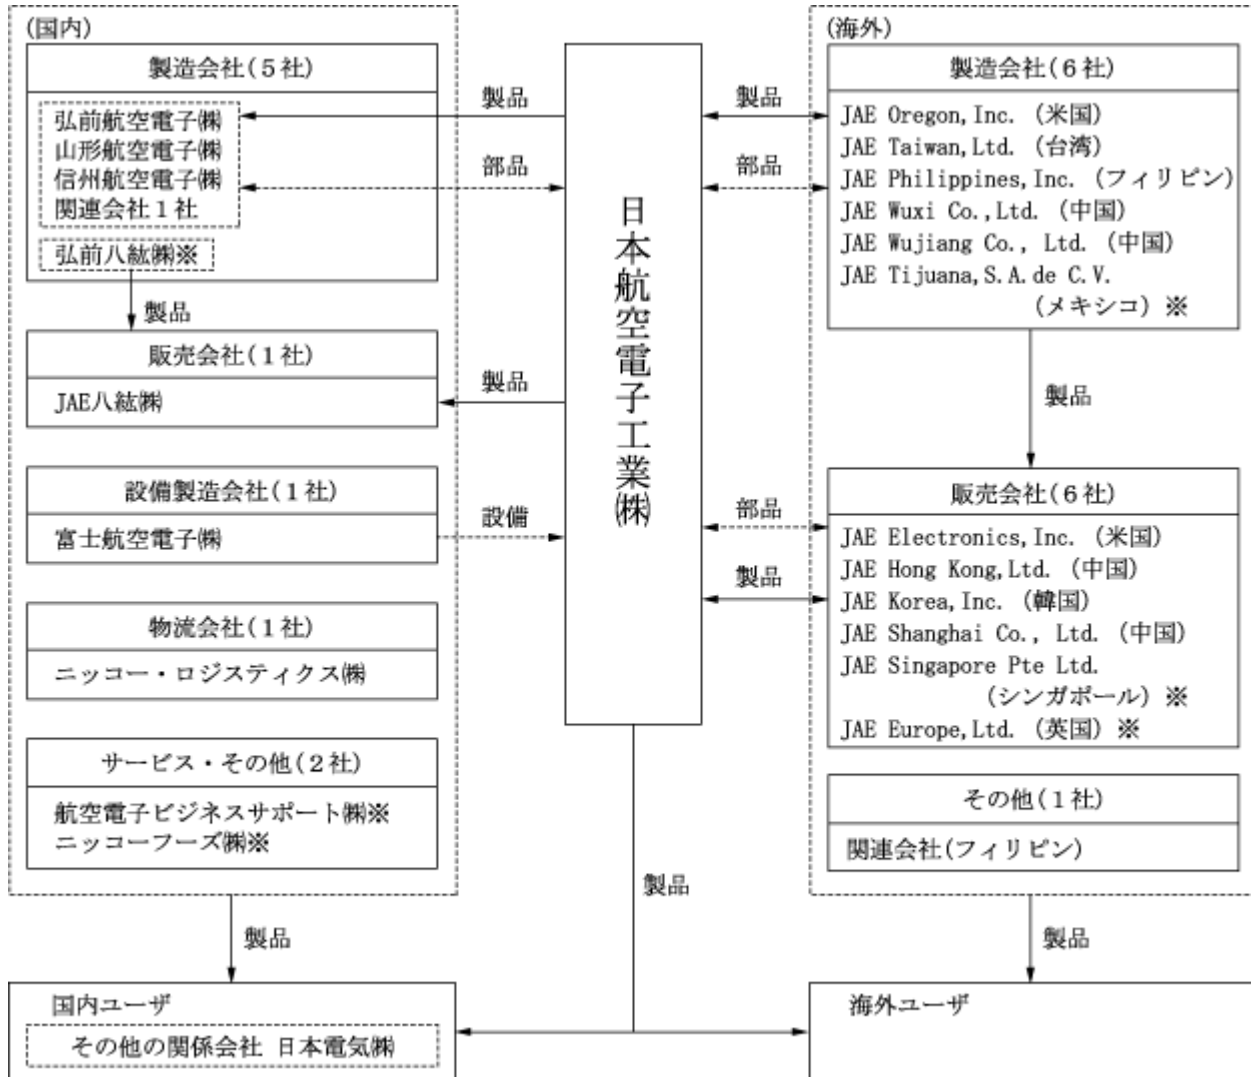 (国内)
製造会社(5社)
弘前航空電子㈱
山形航空電子㈱
信州航空電子㈱
関連会社1社
弘前八紘㈱※
製品
販売会社(1社)
JAE八紘㈱
設備製造会社(1社)
富士航空電子㈱
物流会社(1社)
ニッコー・ロジスティクス㈱
サービス・その他(2社)
航空電子ビジネスサポート㈱※
ニッコーフーズ㈱※
製品
国内ユーザ
その他の関係会社 日本電気㈱
製品
部品
製品
設備
日本航空電子工業㈱
製品
製品
部品
部品
製品
(海外)
製造会社(6社)
JAE Oregon,Inc.(米国)
JAE Taiwan,Ltd.(台湾)
JAE Philippines,Inc.(フィリピン)
JAE Wuxi Co.,Ltd.(中国)
JAE Wujiang Co., Ltd.(中国)
JAE Tijuana,S.A.de C.V.
(メキシコ)※
製品
販売会社(6社)
JAE Electronics,Inc.(米国)
JAE Hong Kong,Ltd.(中国)
JAE Korea,Inc.(韓国)
JAE Shanghai Co., Ltd.(中国)
JAE Singapore Pte Ltd.
(シンガポール)※
JAE Europe,Ltd.(英国)※
その他(1社)
関連会社(フィリピン)
製品
海外ユーザ